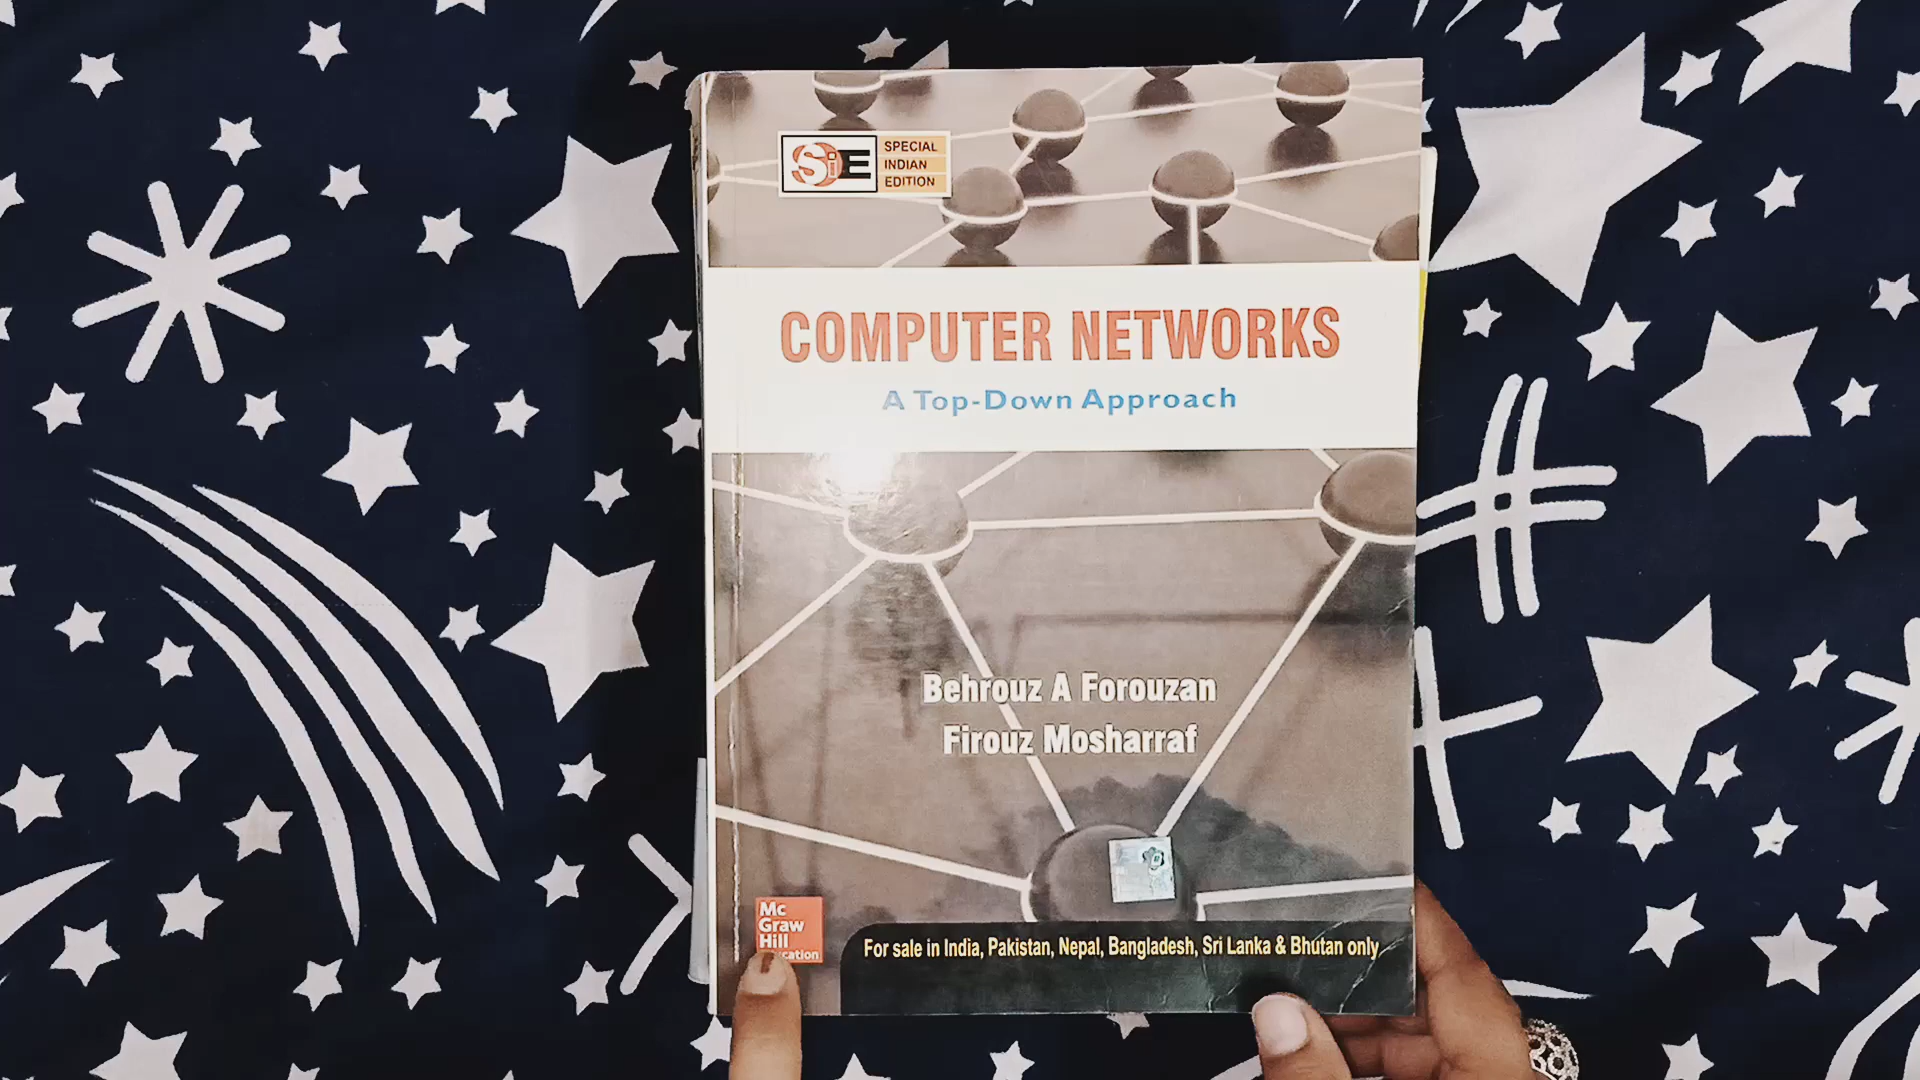 SiE
SPECIAL
INDIAN
EDITION
COMPUTER NETWORKS
A Top-Down Approach
Behrouz A Forouzan
Firouz Mosharraf
Mc
Graw
Hill
For sale in India, Pakistan, Nepal, Bangladesh, Sri Lanka & Bhutan only